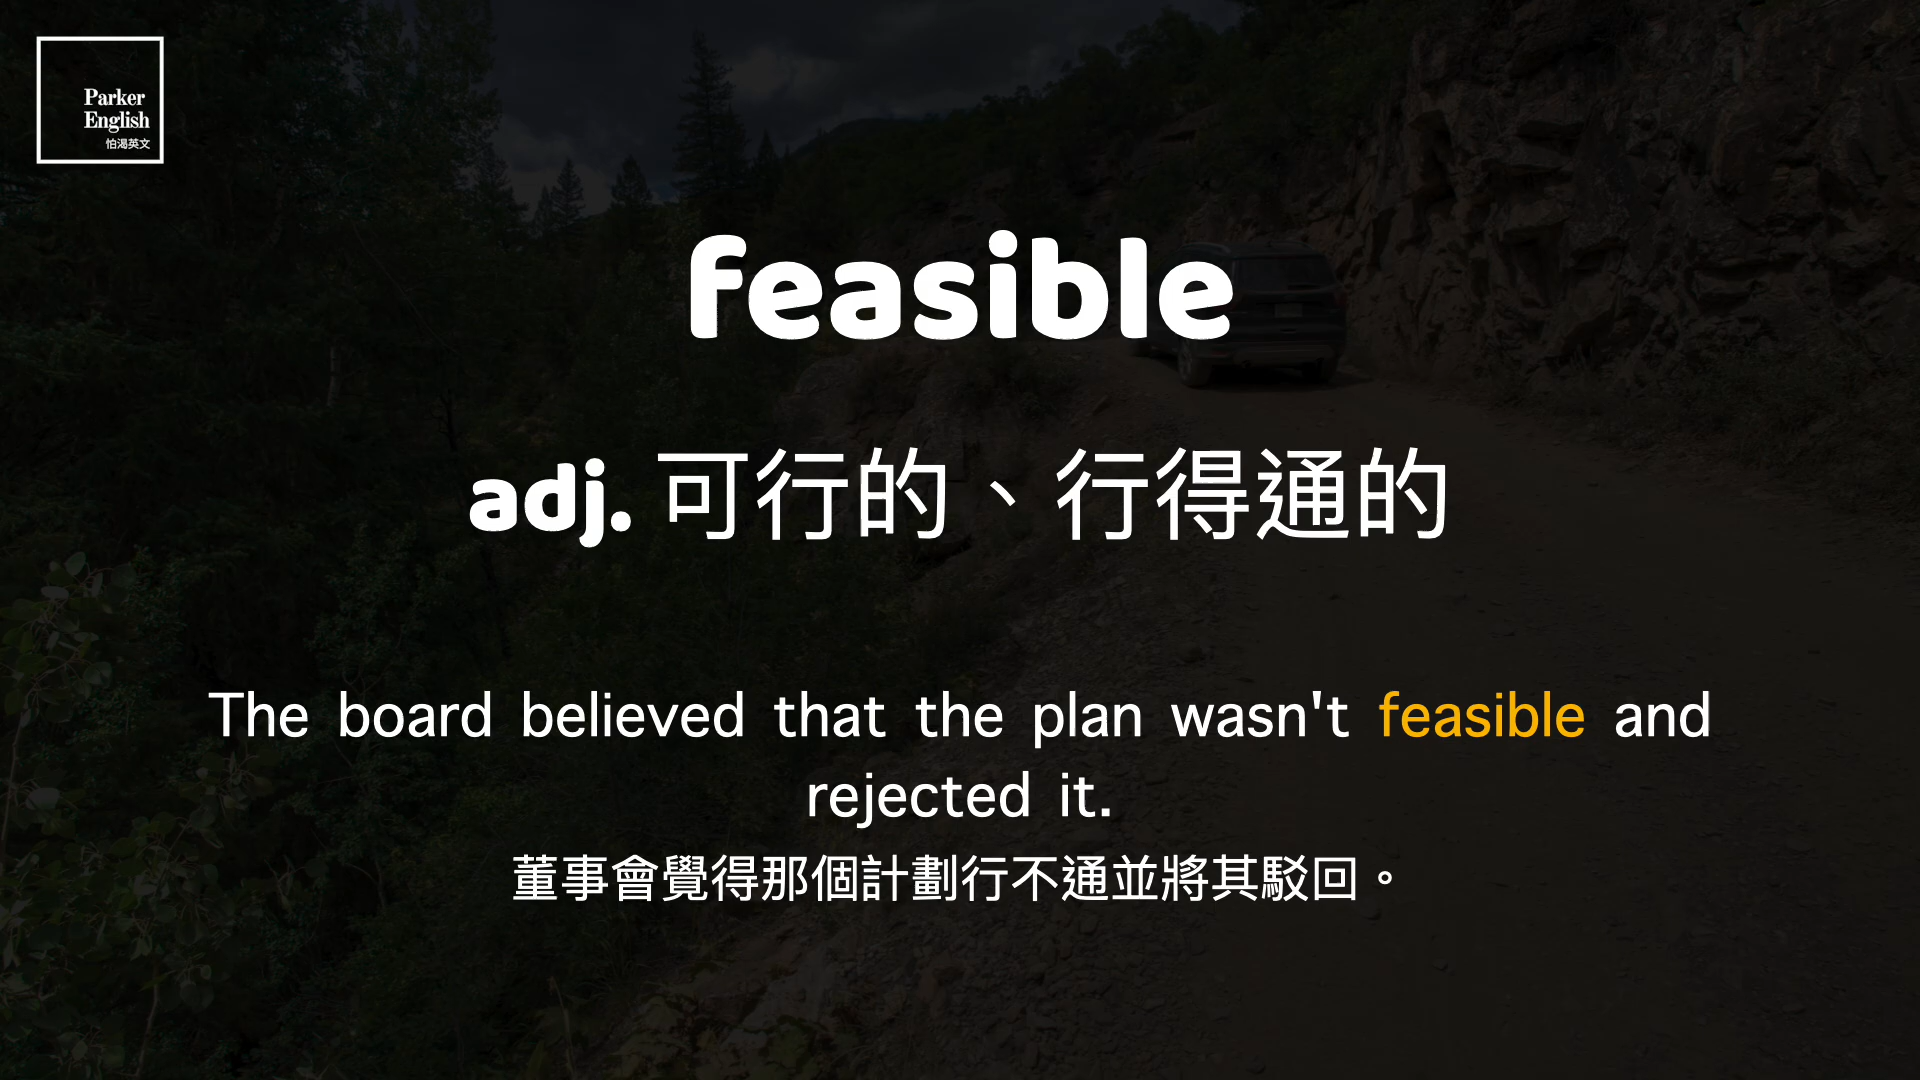 Parker
English
怕渴英文
feasible
adj. 可行的、行得通的
The board believed that the plan wasn't feasible and
rejected it.
董事會覺得那個計劃行不通並將其駁回。